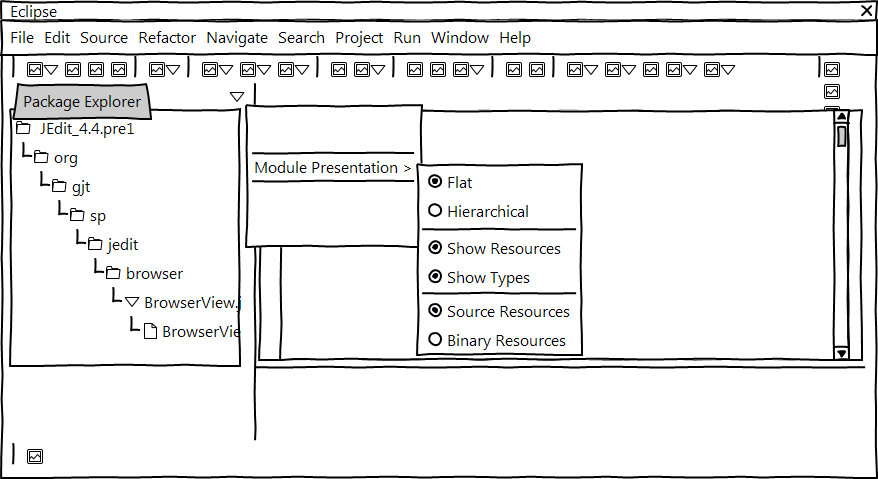 Eclipse
File Edit Source Refactor Navigate Search Project Run Window Help
Package Explorer
JEdit_4.4.pre1
org
gjt
sp
jedit
browser
BrowserView.j
BrowserVie
Module Presentation >
Flat
Hierarchical
Show Resources
Show Types
Source Resources
Binary Resources